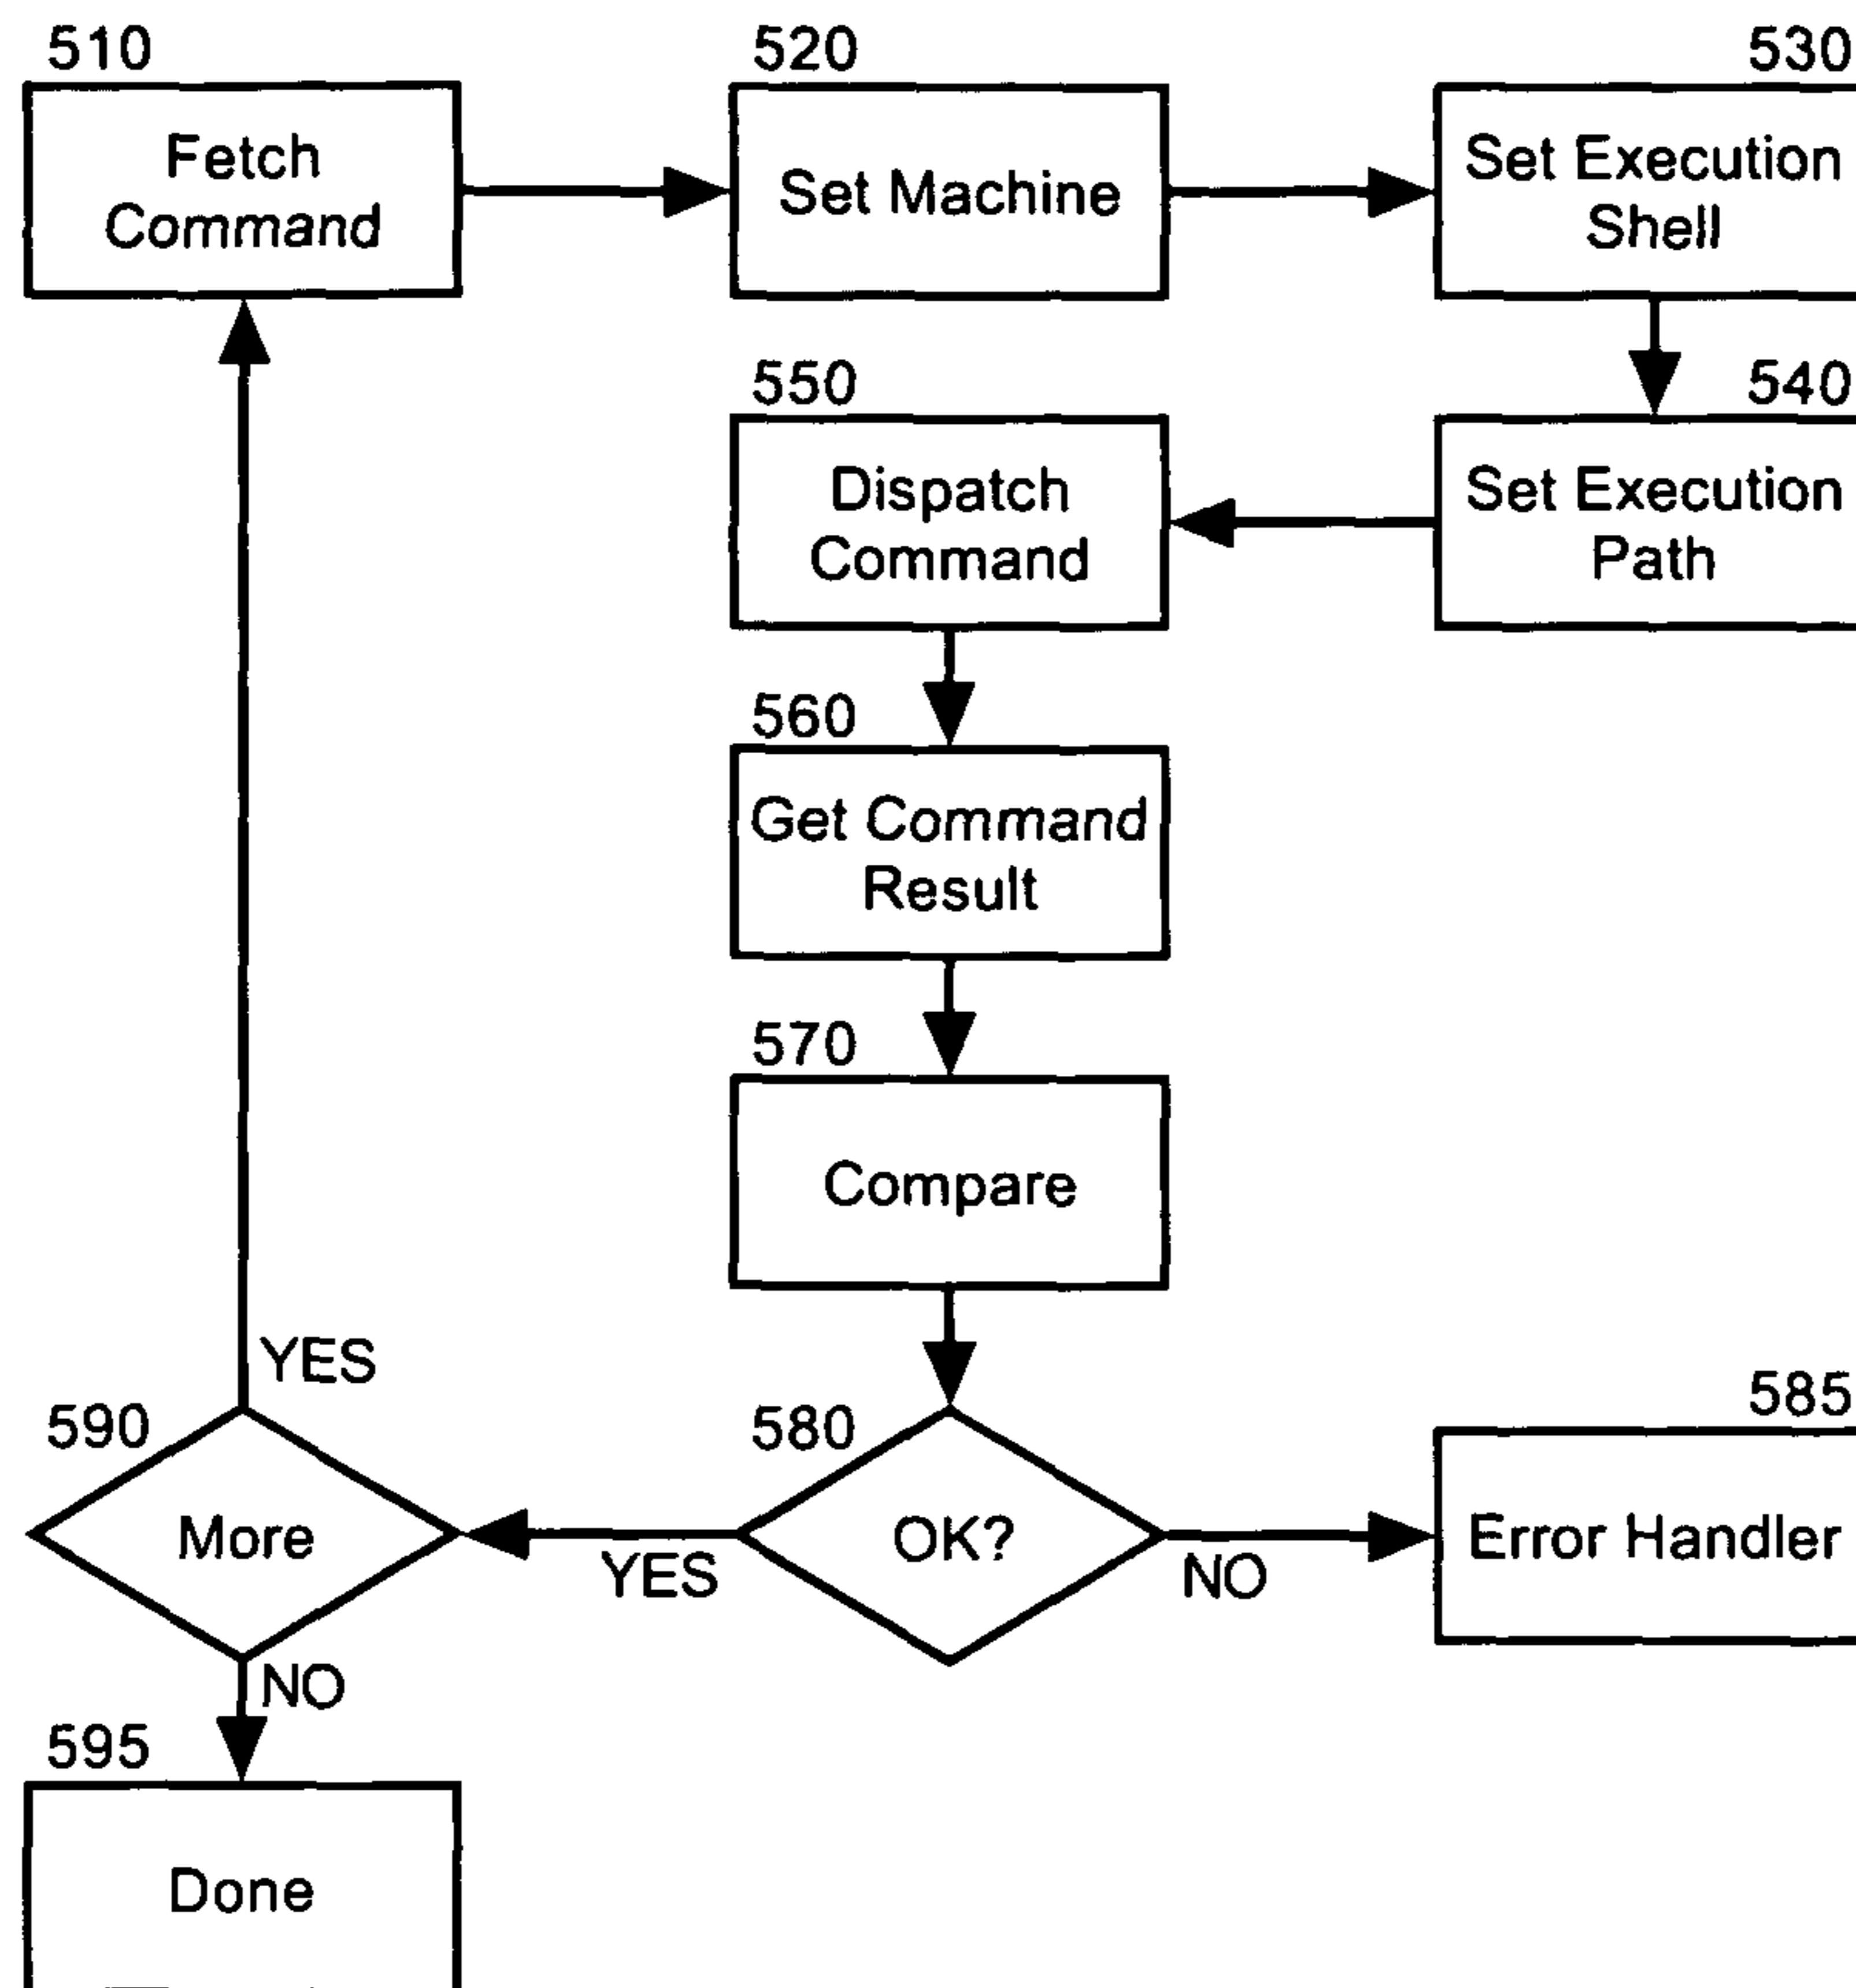 510
Fetch
Command
520
Set Machine
530
Set Execution
Shell
540
Set Execution
Path
550
Dispatch
Command
560
Get Command
Result
570
Compare
580
OK?
YES
NO
585
Error Handler
590
More
YES
NO
595
Done